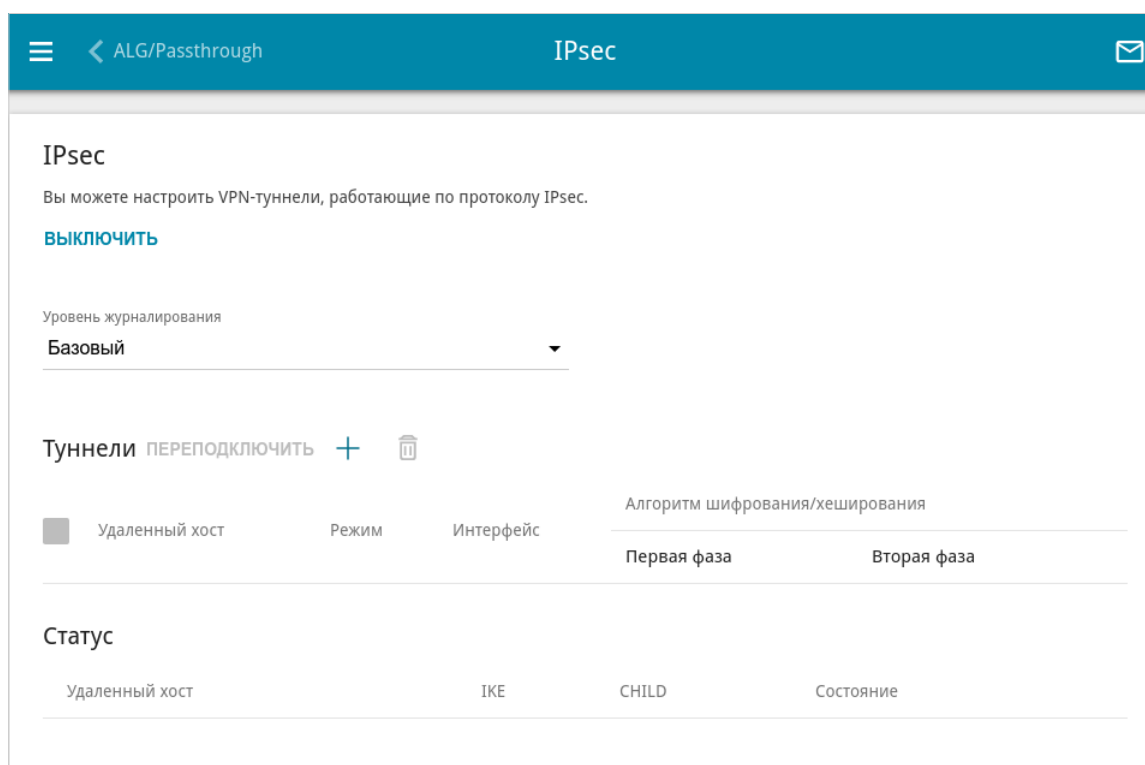 ALG/Passthrough
IPsec
IPsec
Вы можете настроить VPN-туннели, работающие по протоколу IPsec.
ВЫКЛЮЧИТЬ
Уровень журналирования
Базовый
Туннели ПЕРЕПОДКЛЮЧИТЬ
Алгоритм шифрования/хеширования
Удаленный хост Режим Интерфейс
Первая фаза Вторая фаза
Статус
Удаленный хост IKE CHILD Состояние